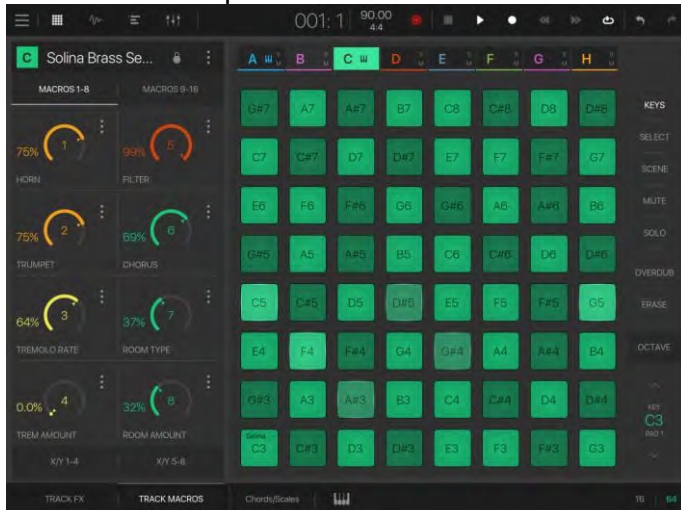 001: 1 90.00
4:4
C Solina Brass Se...
A B C D E F G H
MACROS 1-8 MACROS 9-16
75% 1 HORN
99% 5 FILTER
75% 2 TRUMPET
69% 6 CHORUS
64% 3 TREMOLO RATE
37% 7 ROOM TYPE
0.0% 4 TREM AMOUNT
32% 8 ROOM AMOUNT
X/Y 1-4 X/Y 5-8
TRACK FX TRACK MACROS
G#7 A7 A#7 B7 C8 C#8 D8 D#8
C7 C#7 D7 D#7 E7 F7 F#7 G7
E6 F6 F#6 G6 G#6 A6 A#6 B6
G#5 A5 A#5 B5 C6 C#6 D6 D#6
C5 C#5 D5 D#5 E5 F5 F#5 G5
E4 F4 F#4 G4 G#4 A4 A#4 B4
G#3 A3 A#3 B3 C4 C#4 D4 D#4
Solina
C3 C#3 D3 D#3 E3 F3 F#3 G3
Chords/Scales
KEYS
SELECT
SCENE
MUTE
SOLO
OVERDUB
ERASE
OCTAVE
KEY
C3
PAD 1
16 64